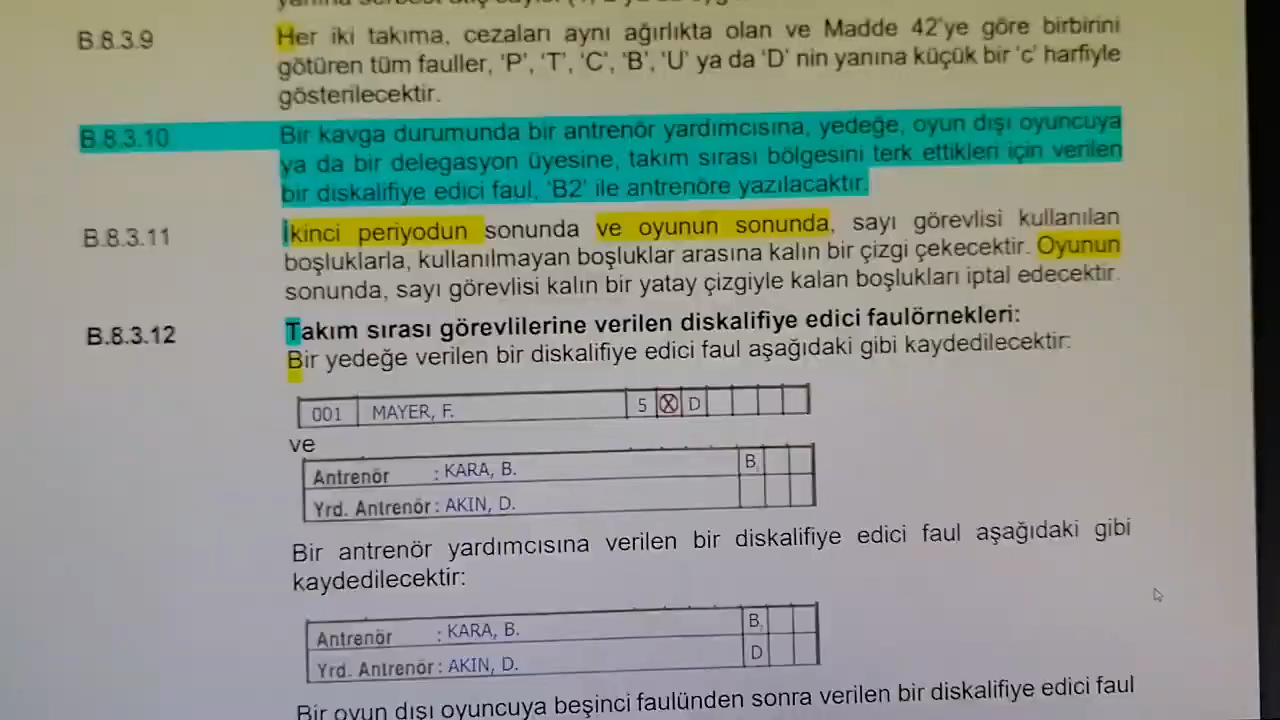 B.8.3.9 Her iki takıma, cezaları aynı ağırlıkta olan ve Madde 42'ye göre birbirini
götüren tüm fauller, 'P', 'T', 'C', 'B', 'U' ya da 'D' nin yanına küçük bir 'c' harfiyle
gösterilecektir.
B.8.3.10 Bir kavga durumunda bir antrenör yardımcısına, yedeğe, oyun dışı oyuncuya
ya da bir delegasyon üyesine, takım sırası bölgesini terk ettikleri için verilen
bir diskalifiye edici faul, 'B2' ile antrenöre yazılacaktır.
B.8.3.11 İkinci periyodun sonunda ve oyunun sonunda, sayı görevlisi kullanılan
boşluklarla, kullanılmayan boşluklar arasına kalın bir çizgi çekecektir. Oyunun
sonunda, sayı görevlisi kalın bir yatay çizgiyle kalan boşlukları iptal edecektir.
B.8.3.12 Takım sırası görevlilerine verilen diskalifiye edici faulörnekleri:
Bir yedeğe verilen bir diskalifiye edici faul aşağıdaki gibi kaydedilecektir:
001 MAYER, F. 5 X D
ve
Antrenör : KARA, B. B
Yrd. Antrenör : AKIN, D.
Bir antrenör yardımcısına verilen bir diskalifiye edici faul aşağıdaki gibi
kaydedilecektir:
Antrenör : KARA, B. B
Yrd. Antrenör : AKIN, D. D
Bir oyun dışı oyuncuya beşinci faulünden sonra verilen bir diskalifiye edici faul